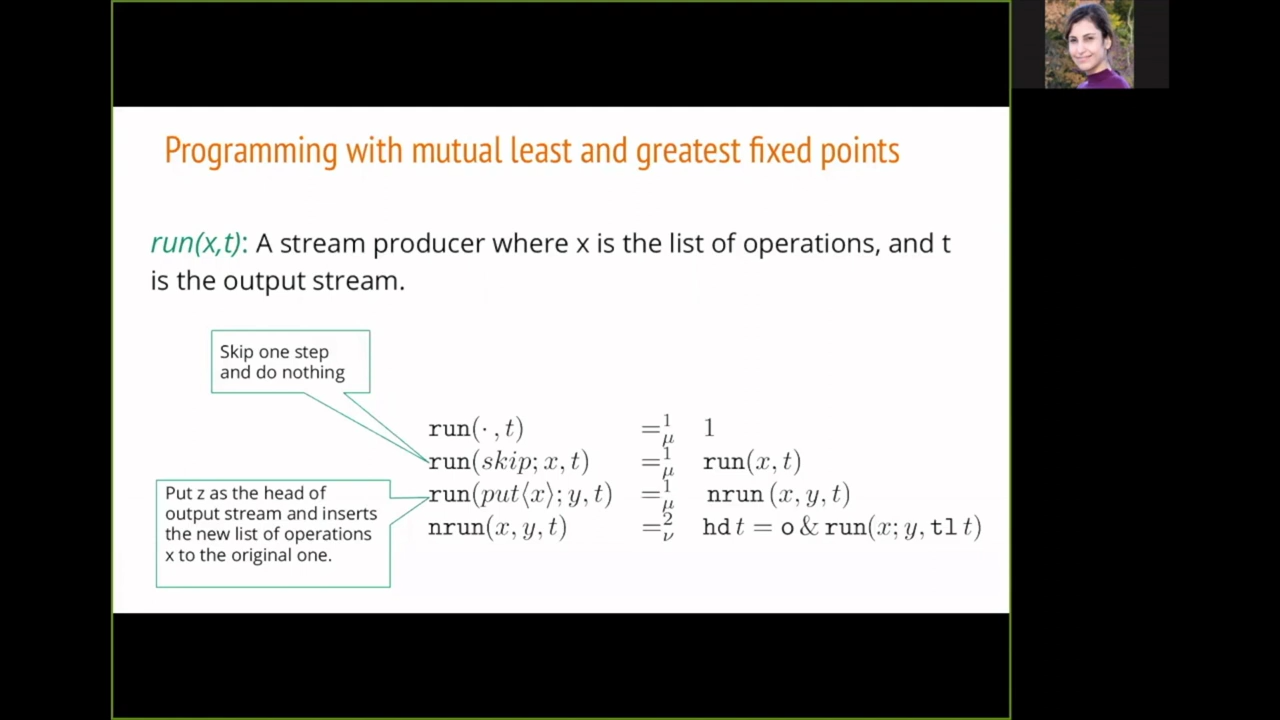 Programming with mutual least and greatest fixed points
run(x,t): A stream producer where x is the list of operations, and t
is the output stream.
Skip one step
and do nothing
run(· ,t) =¹μ 1
run(skip; x, t) =¹μ run(x, t)
run(put⟨x⟩; y, t) =¹μ nrun (x, y, t)
nrun(x, y, t) =²ν hd t = o & run(x; y, tl t)
Put z as the head of
output stream and inserts
the new list of operations
x to the original one.